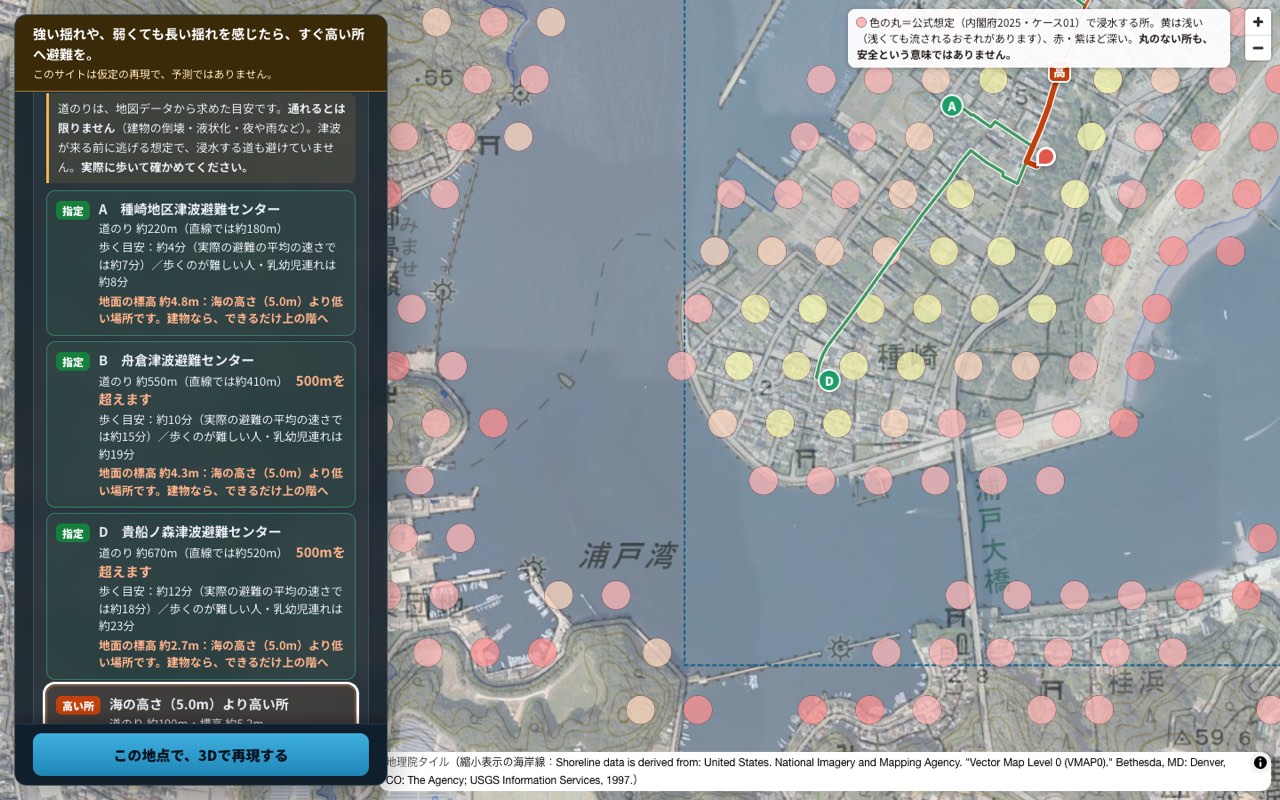 強い揺れや、弱くても長い揺れを感じたら、すぐ高い所
へ避難を。
このサイトは仮定の再現で、予測ではありません。
道のりは、地図データから求めた目安です。通れるとは
限りません（建物の倒壊・液状化・夜や雨など）。津波
が来る前に逃げる想定で、浸水する道も避けていませ
ん。実際に歩いて確かめてください。
指定 A 種崎地区津波避難センター
道のり 約220m（直線では約180m）
歩く目安：約4分（実際の避難の平均の速さで
は約7分）／歩くのが難しい人・乳幼児連れは
約8分
地面の標高 約4.8m：海の高さ（5.0m）より低
い場所です。建物なら、できるだけ上の階へ
指定 B 舟倉津波避難センター
道のり 約550m（直線では約410m） 500mを
超えます
歩く目安：約10分（実際の避難の平均の速さで
は約15分）／歩くのが難しい人・乳幼児連れは
約19分
地面の標高 約4.3m：海の高さ（5.0m）より低
い場所です。建物なら、できるだけ上の階へ
指定 D 貴船ノ森津波避難センター
道のり 約670m（直線では約520m） 500mを
超えます
歩く目安：約12分（実際の避難の平均の速さで
は約18分）／歩くのが難しい人・乳幼児連れは
約23分
地面の標高 約2.7m：海の高さ（5.0m）より低
い場所です。建物なら、できるだけ上の階へ
高い所 海の高さ（5.0m）より高い所
道のり 約190m・標高 約5.2m
この地点で、3Dで再現する
色の丸＝公式想定（内閣府2025・ケース01）で浸水する所。黄は浅い
（浅くても流されるおそれがあります）、赤・紫ほど深い。丸のない所も、
安全という意味ではありません。
+
−
.55
高
A
みませ
種崎
2
D
浦戸湾
浦戸大橋
桂浜
59.6
地理院タイル（縮小表示の海岸線：Shoreline data is derived from: United States. National Imagery and Mapping Agency. "Vector Map Level 0 (VMAP0)." Bethesda, MD: Denver,
CO: The Agency; USGS Information Services, 1997.）